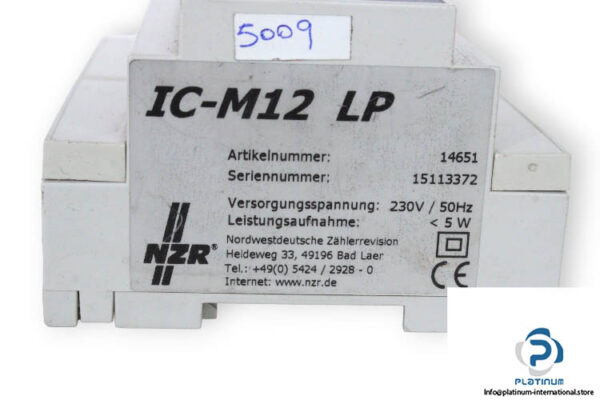 5009
IC-M12 LP
Artikelnummer: 14651
Seriennummer: 15113372
Versorgungsspannung: 230V / 50Hz
Leistungsaufnahme: < 5 W
NZR®
Nordwestdeutsche Zählerrevision
Heideweg 33, 49196 Bad Laer
Tel.: +49(0) 5424 / 2928 - 0
Internet: www.nzr.de
CE
PLATINUM
Info@platinum-international.store